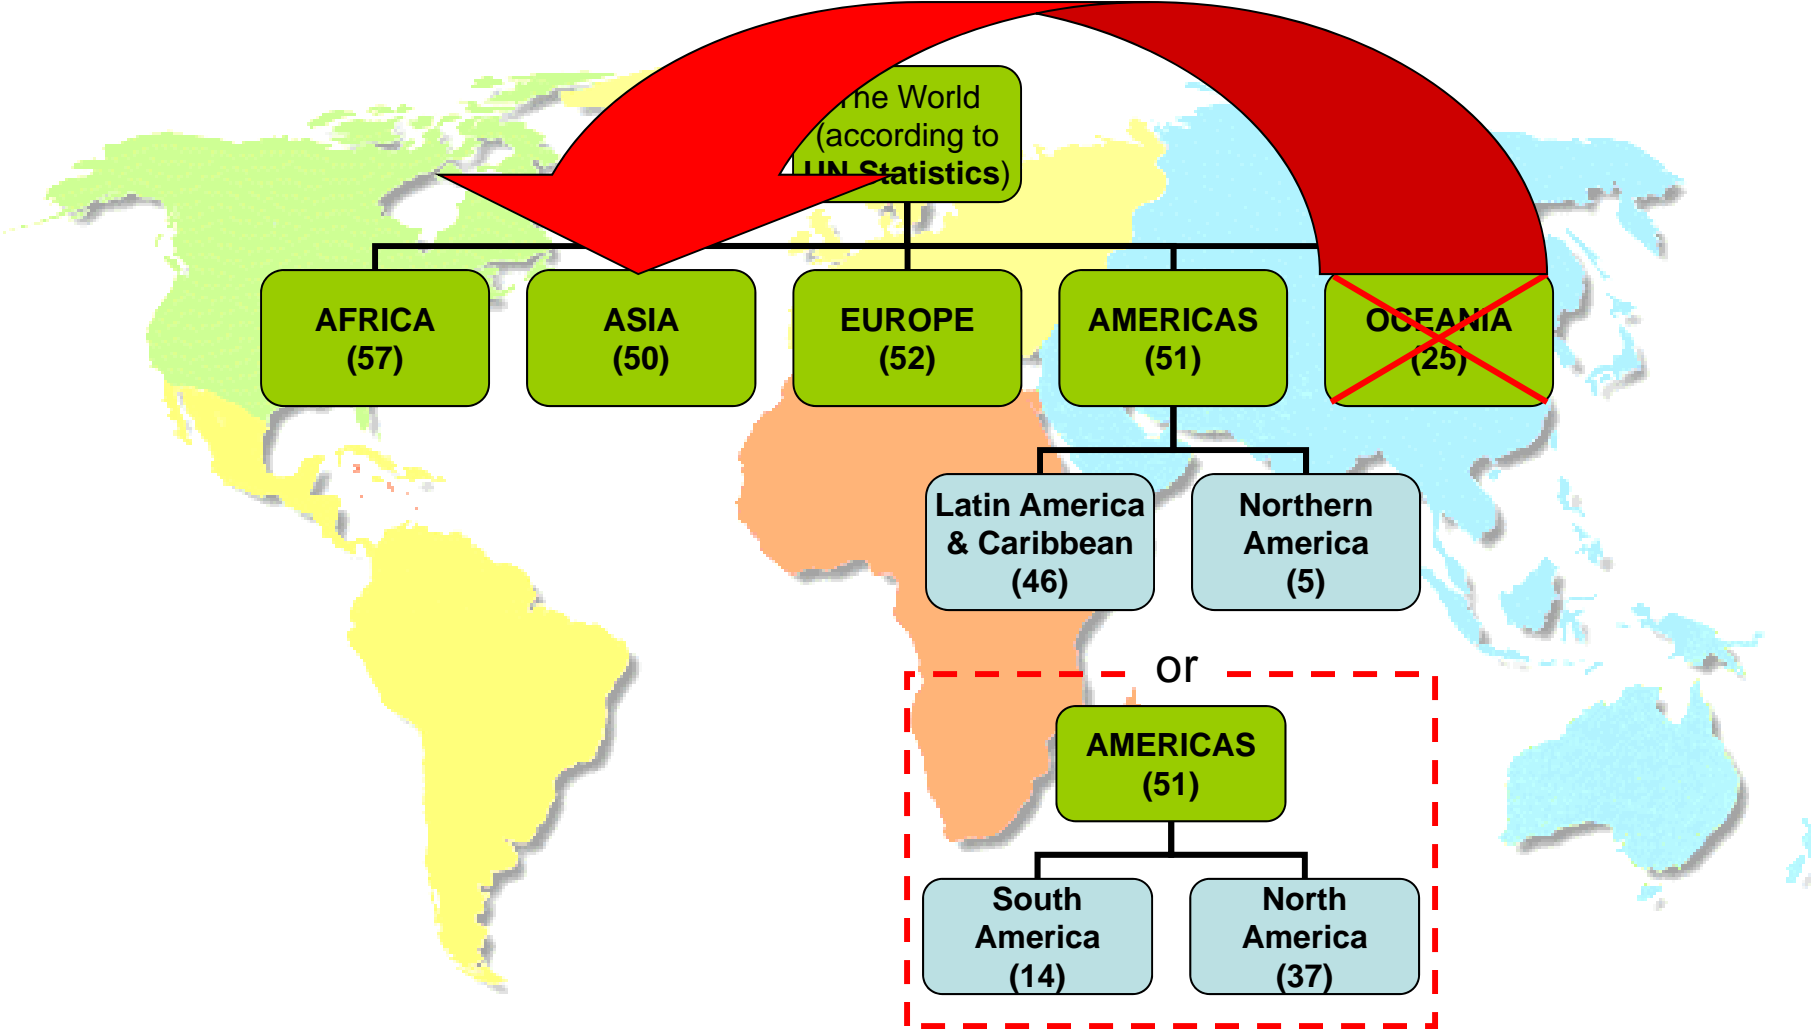 The World
(according to
UN Statistics)
AFRICA
(57)
ASIA
(50)
EUROPE
(52)
AMERICAS
(51)
OCEANIA
(25)
Latin America
& Caribbean
(46)
Northern
America
(5)
or
AMERICAS
(51)
South
America
(14)
North
America
(37)